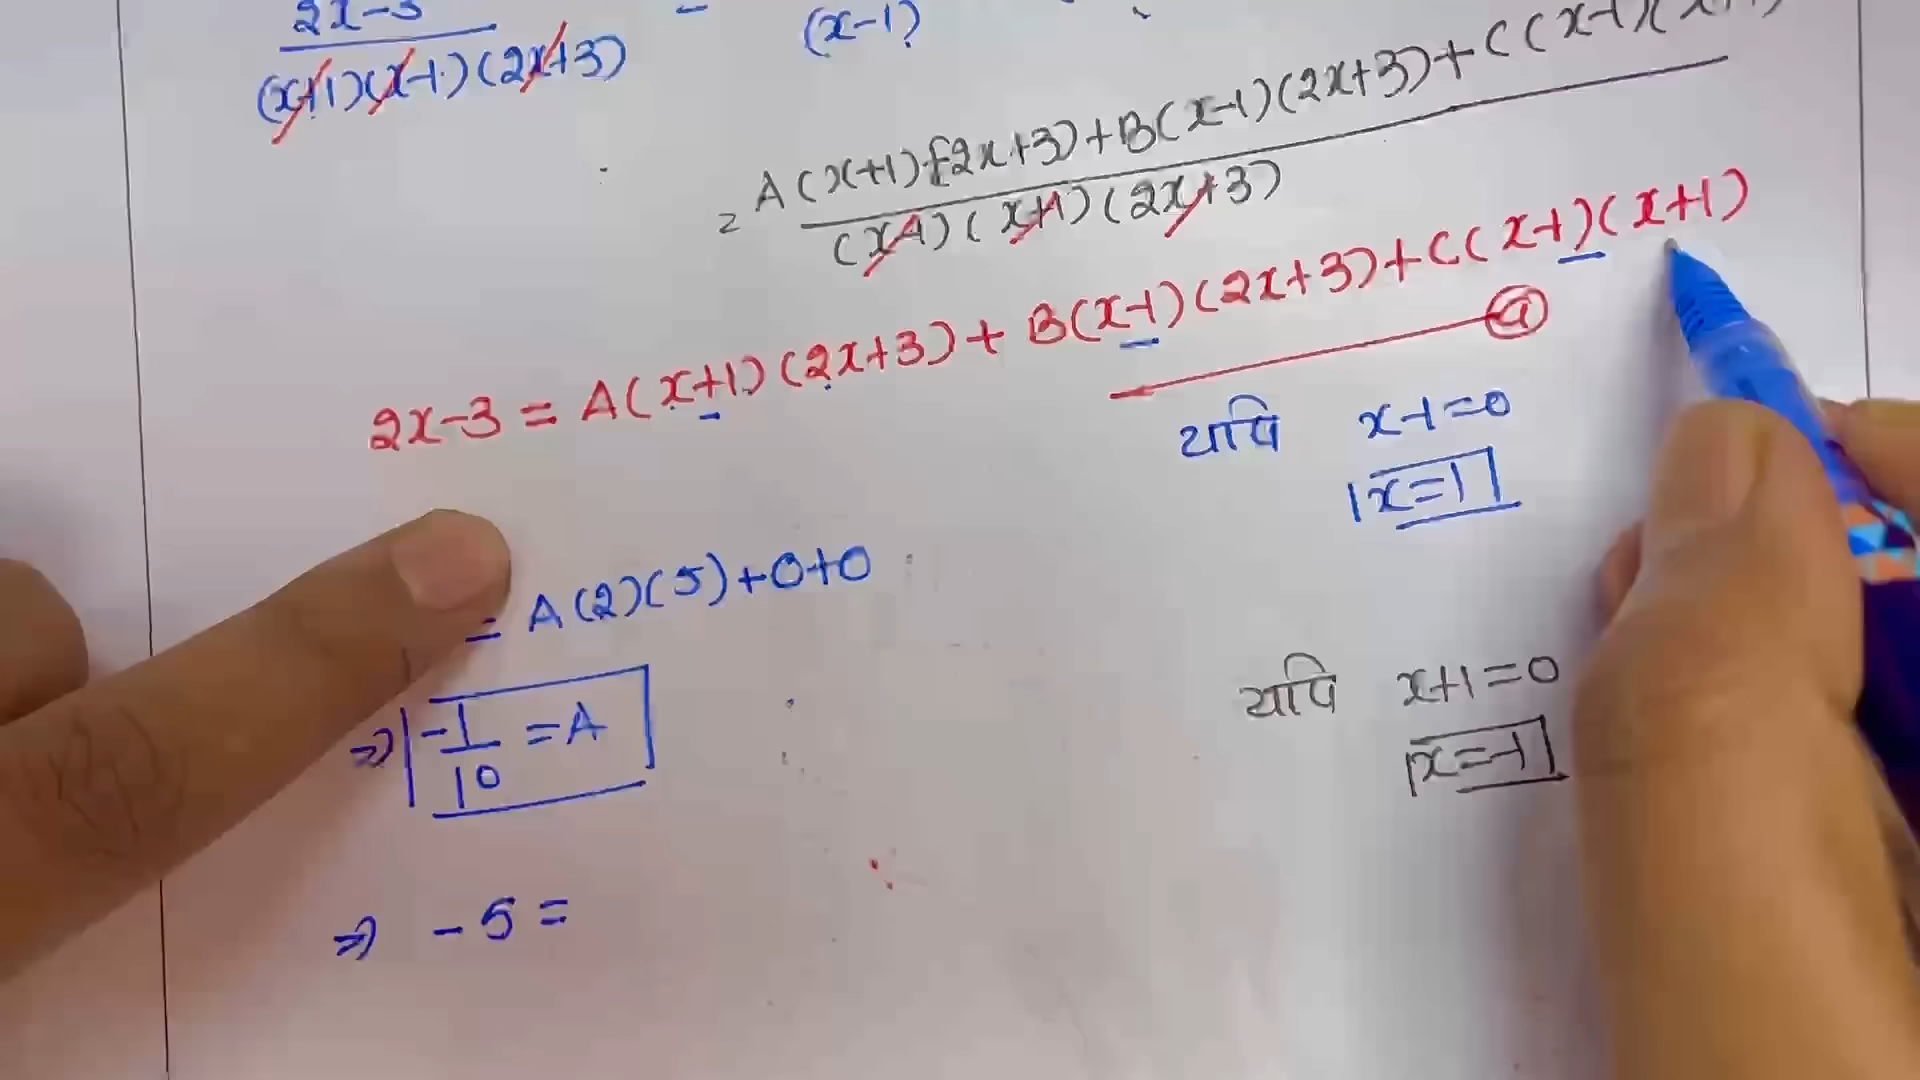 2x-3
(x+1)(x-1)(2x+3)
(x-1)
= A(x+1)(2x+3)+B(x-1)(2x+3)+C(x-1)(x+1)
(x-1)(x+1)(2x+3)
2x-3 = A(x+1)(2x+3)+B(x-1)(2x+3)+C(x-1)(x+1)
यपि x-1=0
x=1
= A(2)(5)+0+0
⇒ -1/10 = A
यपि x+1=0
x=-1
⇒ -5=